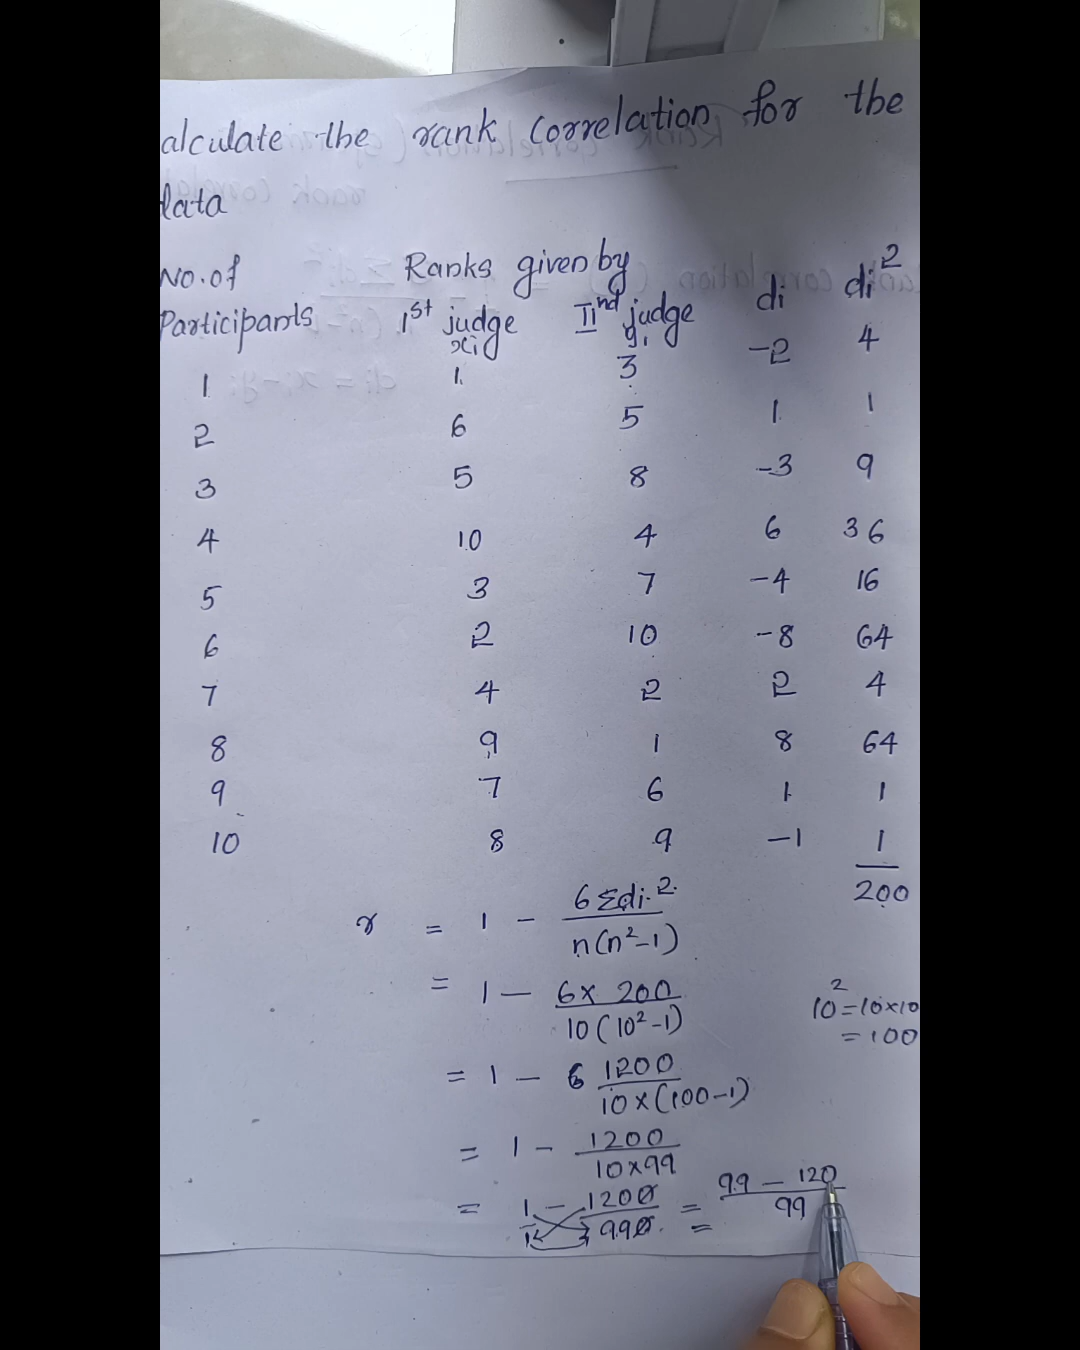 alculate the rank correlation for the
data
No. of Ranks given by
Participants 1st judge IInd judge di di²
xi yi
1 1 3 -2 4
2 6 5 1 1
3 5 8 -3 9
4 10 4 6 36
5 3 7 -4 16
6 2 10 -8 64
7 4 2 2 4
8 9 1 8 64
9 7 6 1 1
10 8 9 -1 1
200
r = 1 - 6Σdi² / n(n²-1)
= 1 - 6x 200 / 10(10²-1)
10² = 10x10
= 100
= 1 - 1200 / 10x(100-1)
= 1 - 1200 / 10x99
= 1/1 - 1200 / 990 = 99 - 120 / 99
=